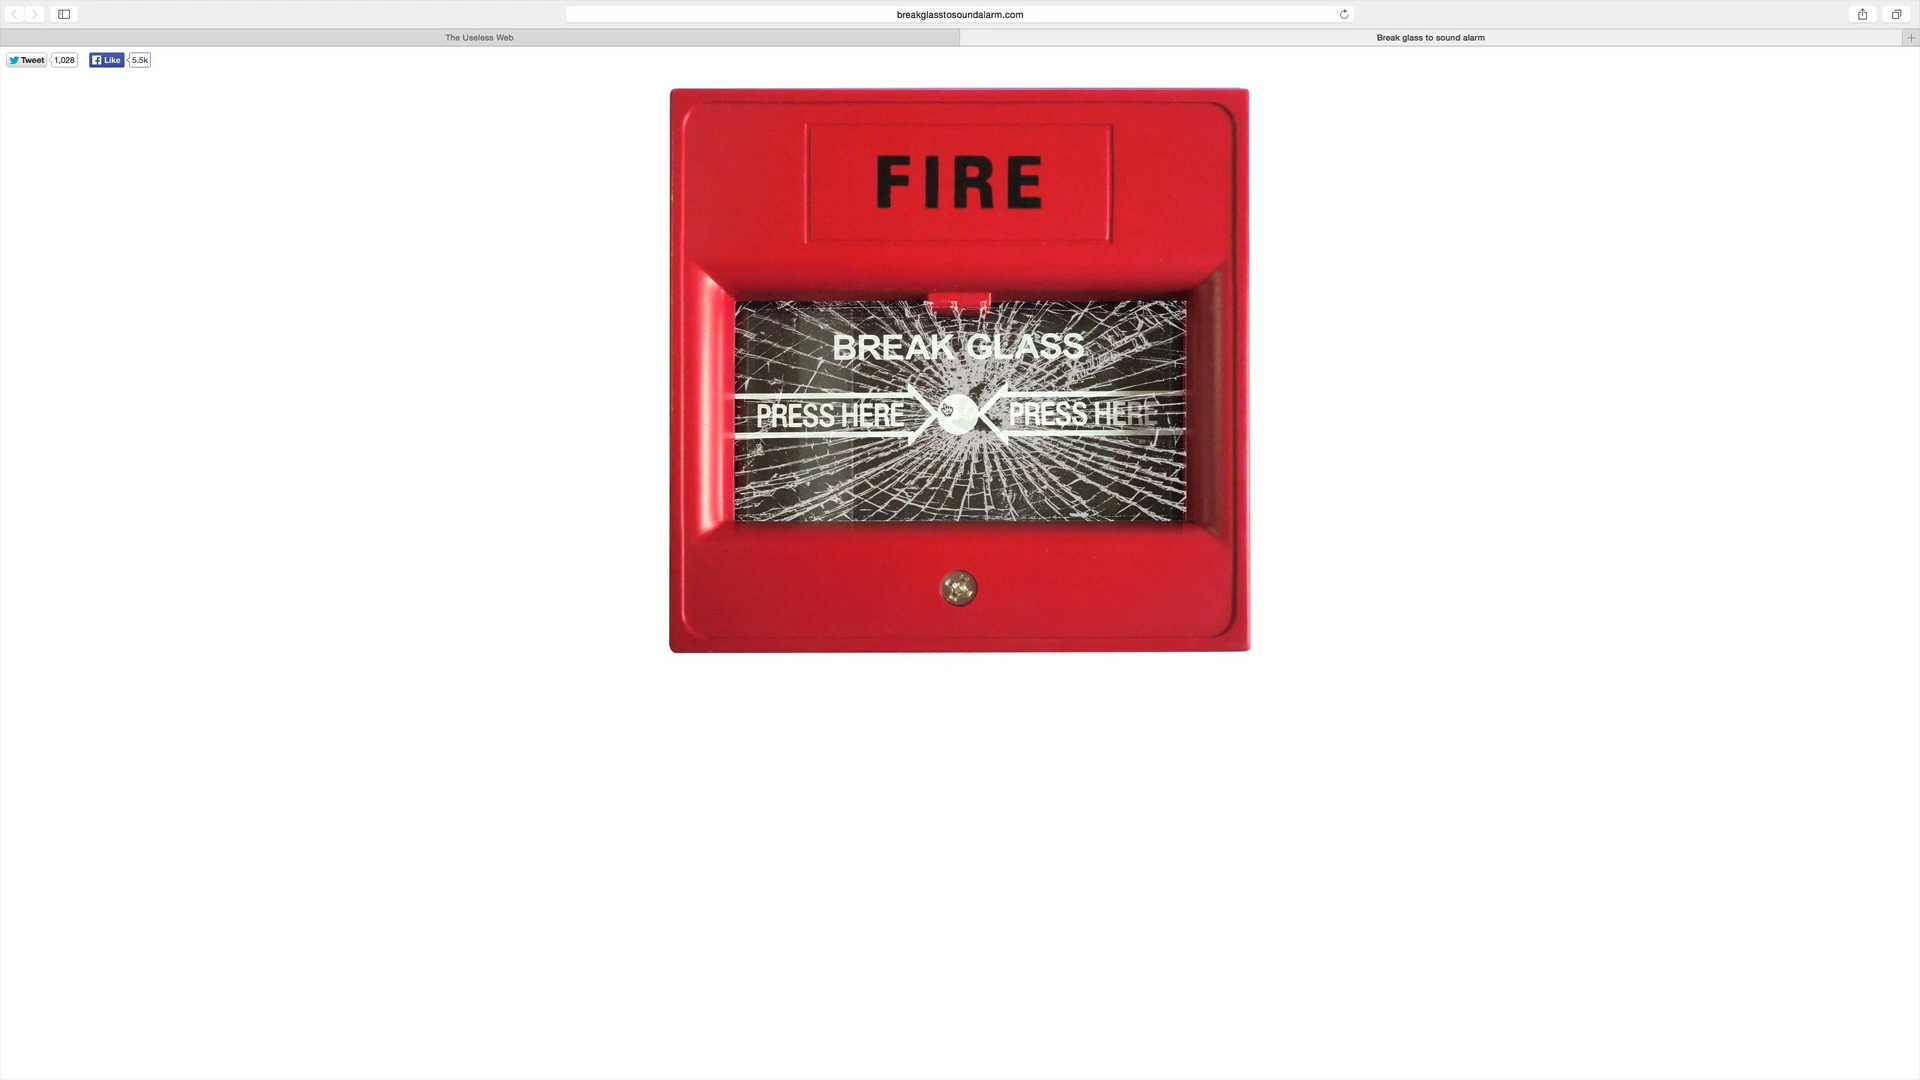 breakglasstosoundalarm.com
The Useless Web
Break glass to sound alarm
Tweet 1,028 Like 5.5k
FIRE
BREAK GLASS
PRESS HERE PRESS HERE